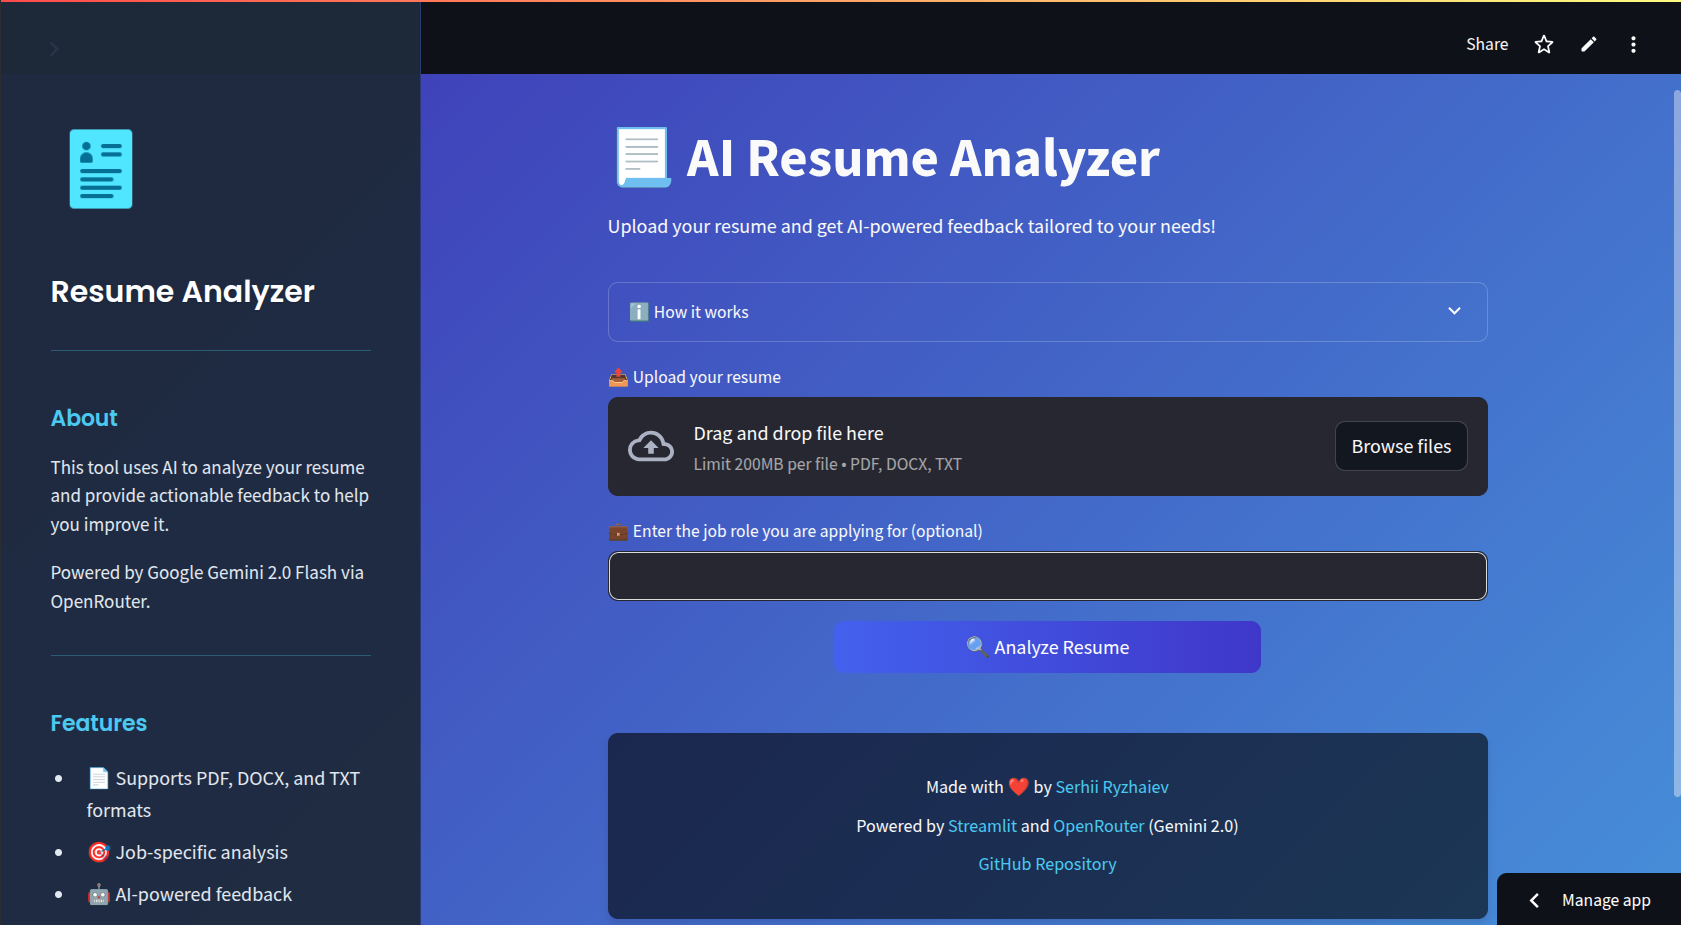 Share
Resume Analyzer
About
This tool uses AI to analyze your resume
and provide actionable feedback to help
you improve it.
Powered by Google Gemini 2.0 Flash via
OpenRouter.
Features
Supports PDF, DOCX, and TXT
formats
Job-specific analysis
AI-powered feedback
AI Resume Analyzer
Upload your resume and get AI-powered feedback tailored to your needs!
How it works
Upload your resume
Drag and drop file here
Limit 200MB per file • PDF, DOCX, TXT
Browse files
Enter the job role you are applying for (optional)
Analyze Resume
Made with ❤️ by Serhii Ryzhaiev
Powered by Streamlit and OpenRouter (Gemini 2.0)
GitHub Repository
Manage app